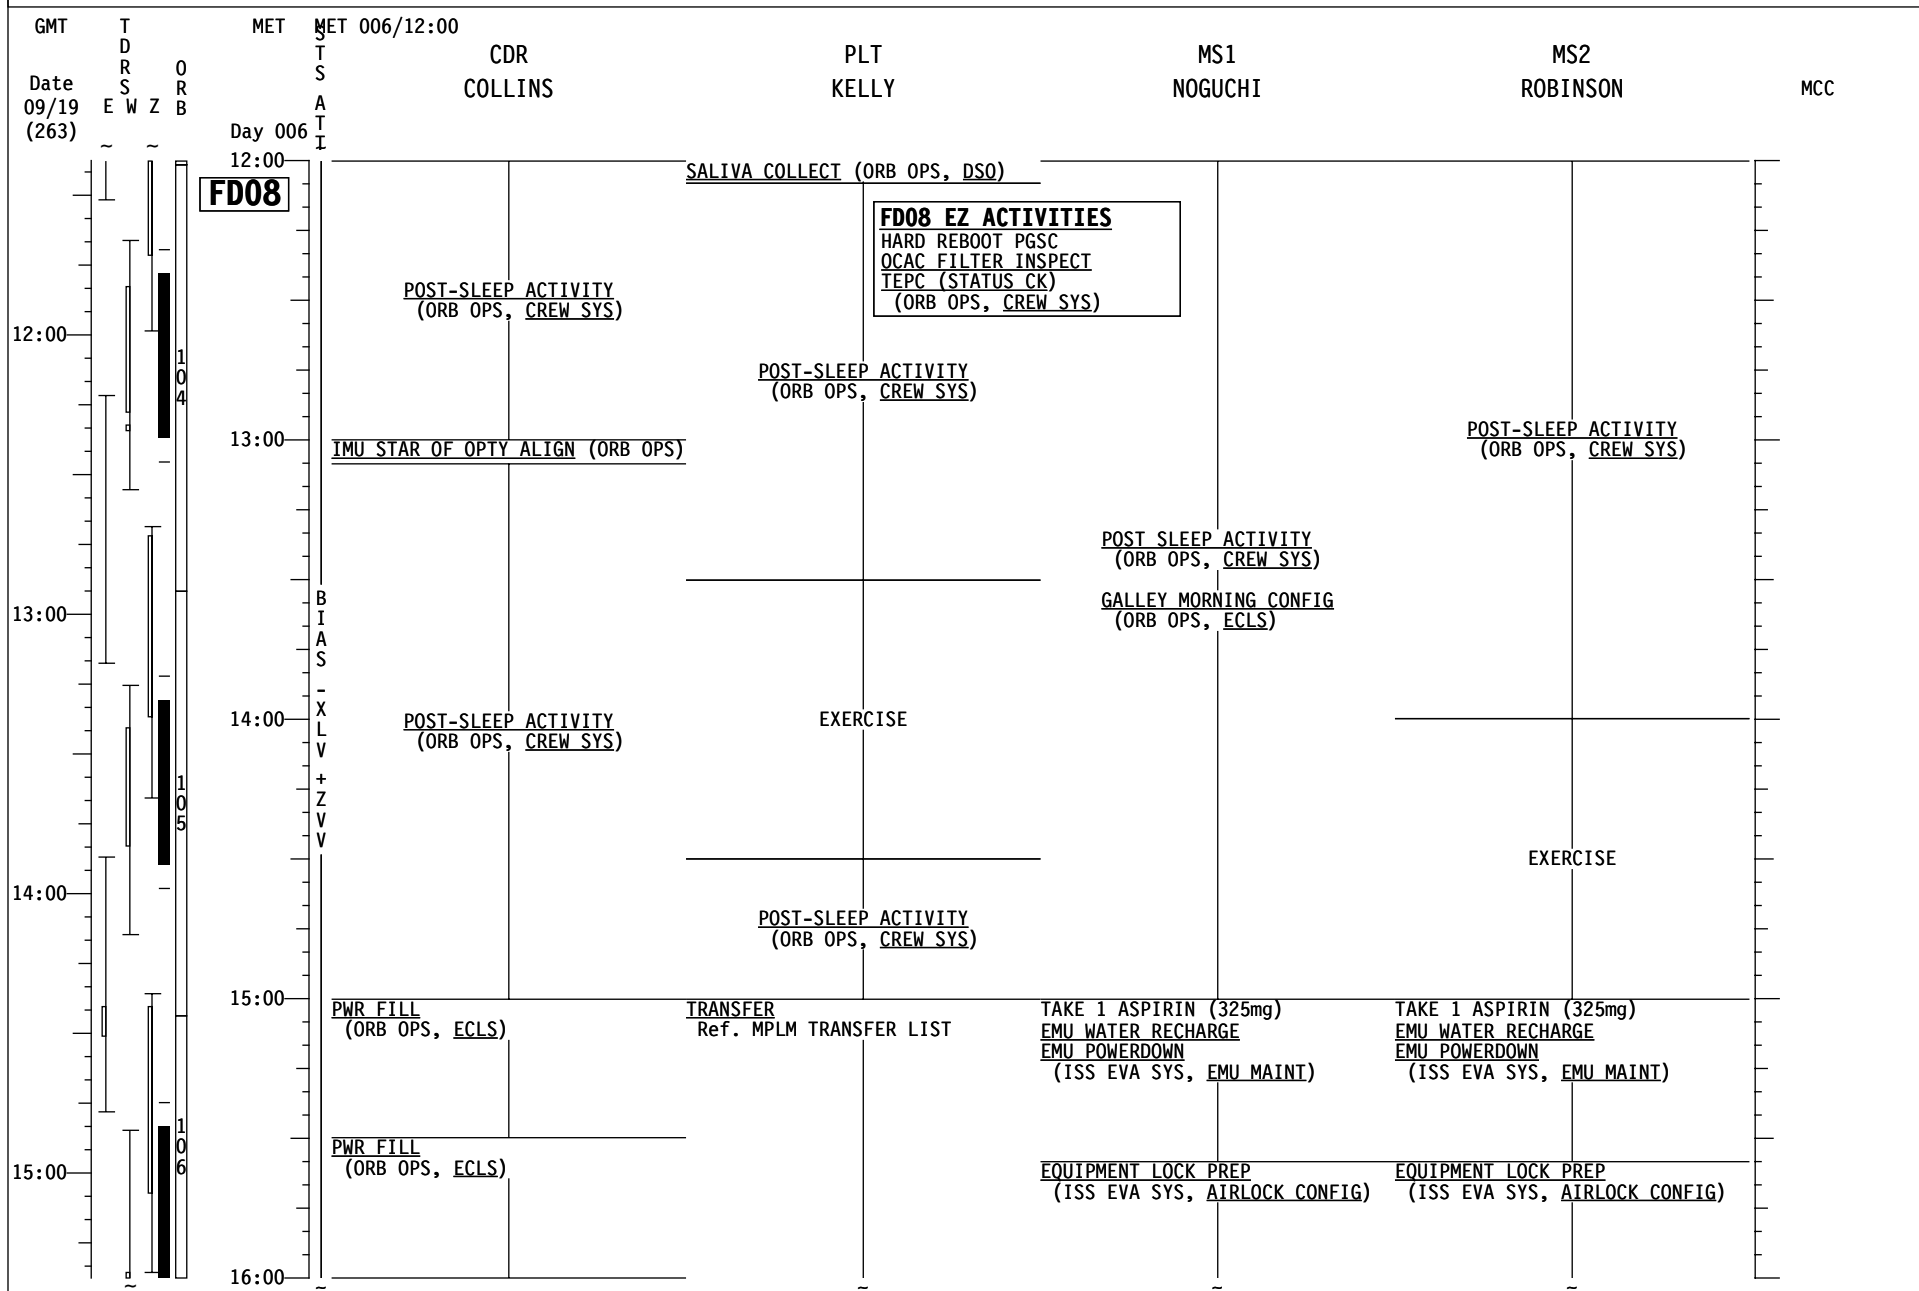 GMT
TDRS
MET
MET 006/12:00
STS ATT
ORB
CDR
PLT
MS1
MS2
COLLINS
KELLY
NOGUCHI
ROBINSON
MCC
Date
09/19
(263)
E W Z
Day 006
12:00
FD08
SALIVA COLLECT (ORB OPS, DSO)
FD08 EZ ACTIVITIES
HARD REBOOT PGSC
OCAC FILTER INSPECT
TEPC (STATUS CK)
(ORB OPS, CREW SYS)
POST-SLEEP ACTIVITY
(ORB OPS, CREW SYS)
12:00
104
POST-SLEEP ACTIVITY
(ORB OPS, CREW SYS)
13:00
IMU STAR OF OPTY ALIGN (ORB OPS)
POST-SLEEP ACTIVITY
(ORB OPS, CREW SYS)
POST SLEEP ACTIVITY
(ORB OPS, CREW SYS)
GALLEY MORNING CONFIG
(ORB OPS, ECLS)
13:00
BIAS -XLV +ZVV
14:00
POST-SLEEP ACTIVITY
(ORB OPS, CREW SYS)
EXERCISE
105
EXERCISE
14:00
POST-SLEEP ACTIVITY
(ORB OPS, CREW SYS)
15:00
PWR FILL
(ORB OPS, ECLS)
TRANSFER
Ref. MPLM TRANSFER LIST
TAKE 1 ASPIRIN (325mg)
EMU WATER RECHARGE
EMU POWERDOWN
(ISS EVA SYS, EMU MAINT)
TAKE 1 ASPIRIN (325mg)
EMU WATER RECHARGE
EMU POWERDOWN
(ISS EVA SYS, EMU MAINT)
106
15:00
PWR FILL
(ORB OPS, ECLS)
EQUIPMENT LOCK PREP
(ISS EVA SYS, AIRLOCK CONFIG)
EQUIPMENT LOCK PREP
(ISS EVA SYS, AIRLOCK CONFIG)
16:00